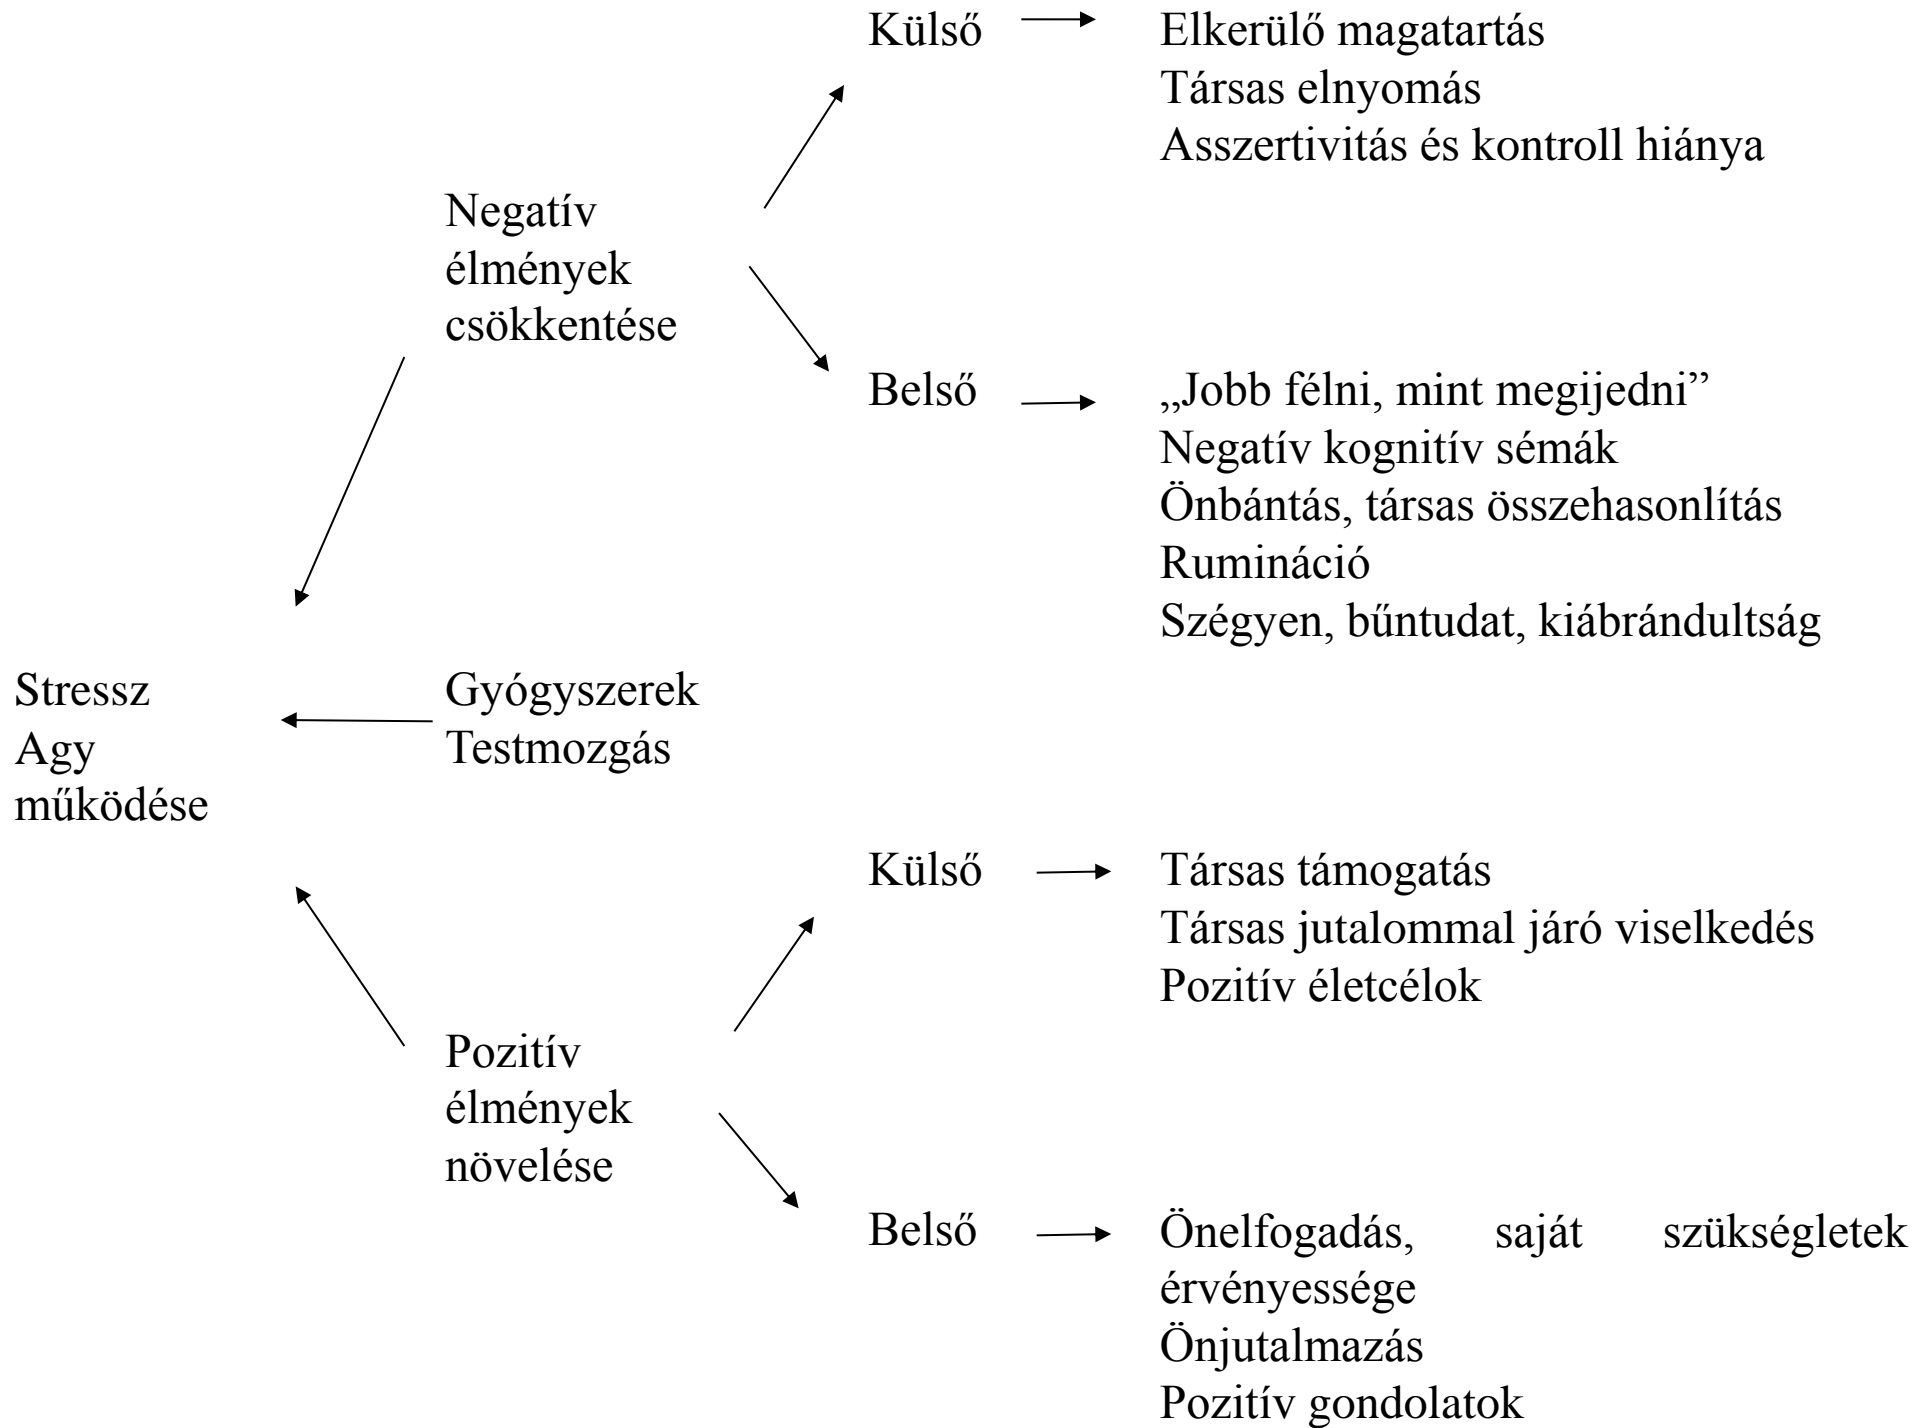 Külső
Elkerülő magatartás
Társas elnyomás
Asszertivitás és kontroll hiánya
Negatív
élmények
csökkentése
Belső
„Jobb félni, mint megijedni”
Negatív kognitív sémák
Önbántás, társas összehasonlítás
Rumináció
Szégyen, bűntudat, kiábrándultság
Stressz
Agy
működése
Gyógyszerek
Testmozgás
Külső
Társas támogatás
Társas jutalommal járó viselkedés
Pozitív életcélok
Pozitív
élmények
növelése
Belső
Önelfogadás, saját szükségletek
érvényessége
Önjutalmazás
Pozitív gondolatok